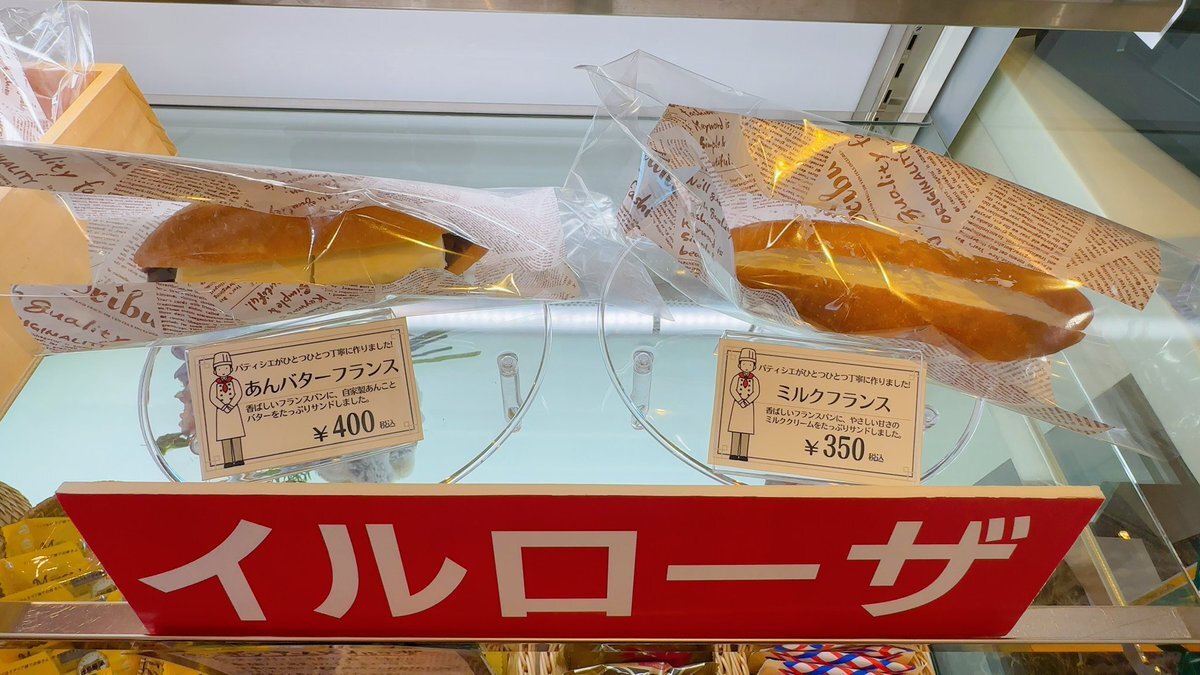 パティシエがひとつひとつ丁寧に作りました!
あんバターフランス
香ばしいフランスパンに、自家製あんこと
バターをたっぷりサンドしました。
¥400 税込
パティシエがひとつひとつ丁寧に作りました!
ミルクフランス
香ばしいフランスパンに、やさしい甘さの
ミルククリームをたっぷりサンドしました。
¥350 税込
イルローザ
Keyword is
Simple &
Quality
ORIGINALITY
Quality